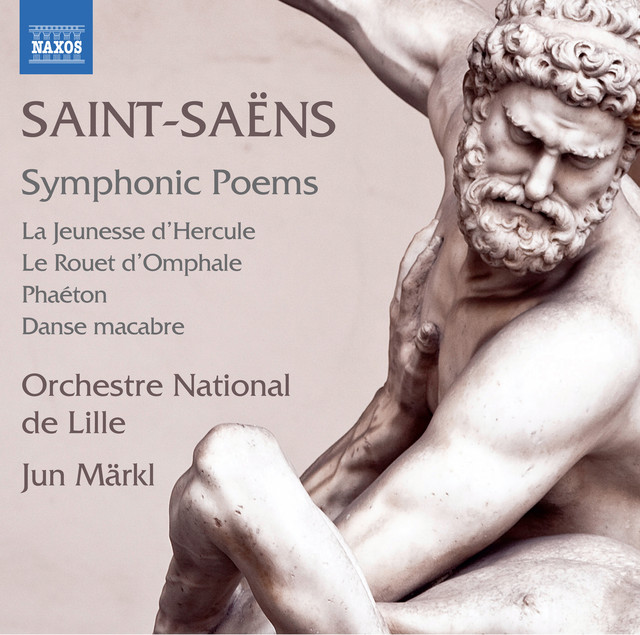 NAXOS
SAINT-SAËNS
Symphonic Poems
La Jeunesse d’Hercule
Le Rouet d’Omphale
Phaéton
Danse macabre
Orchestre National
de Lille
Jun Märkl